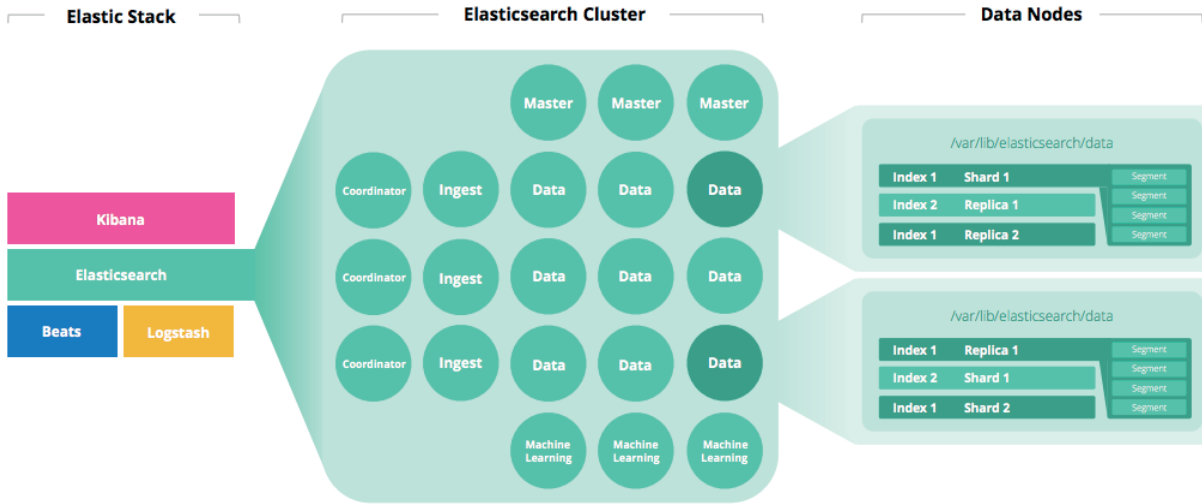 Elastic Stack
Elasticsearch Cluster
Data Nodes
Kibana
Elasticsearch
Beats Logstash
Master Master Master
Coordinator Ingest Data Data Data
Coordinator Ingest Data Data Data
Coordinator Ingest Data Data Data
Machine Learning Machine Learning Machine Learning
/var/lib/elasticsearch/data
Index 1 Shard 1
Index 2 Replica 1
Index 1 Replica 2
Segment
Segment
Segment
Segment
/var/lib/elasticsearch/data
Index 1 Replica 1
Index 2 Shard 1
Index 1 Shard 2
Segment
Segment
Segment
Segment